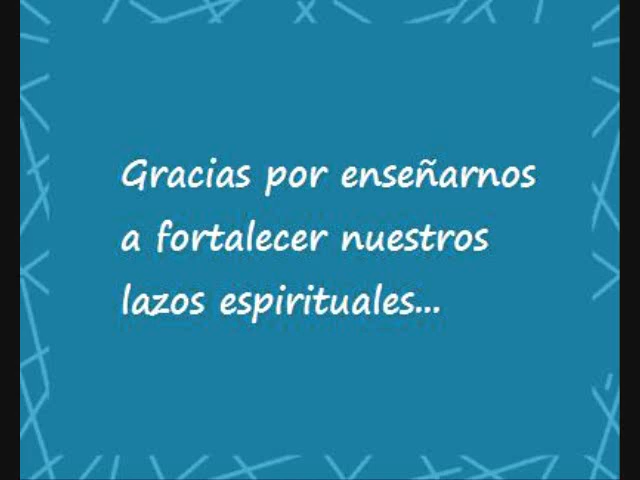 Gracias por enseñarnos
a fortalecer nuestros
lazos espirituales...